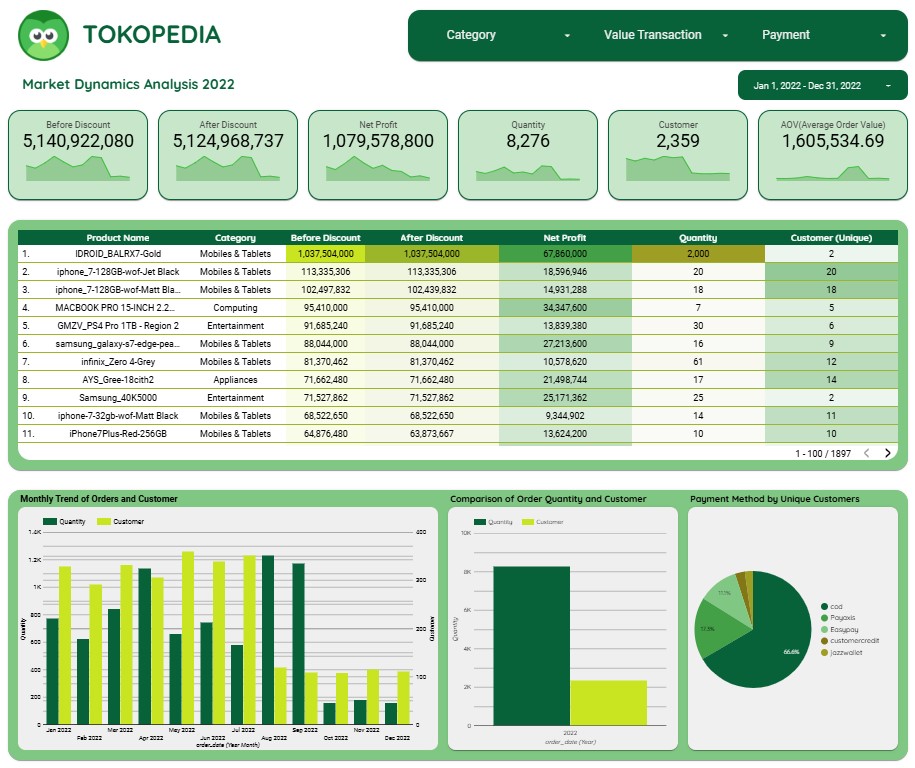 TOKOPEDIA
Category Value Transaction Payment
Market Dynamics Analysis 2022
Jan 1, 2022 - Dec 31, 2022
Before Discount After Discount Net Profit Quantity Customer AOV(Average Order Value)
5,140,922,080 5,124,968,737 1,079,578,800 8,276 2,359 1,605,534.69
Product Name Category Before Discount After Discount Net Profit Quantity Customer (Unique)
1. IDROID_BALRX7-Gold Mobiles & Tablets 1,037,504,000 1,037,504,000 67,860,000 2,000 2
2. iphone_7-128GB-wof-Jet Black Mobiles & Tablets 113,335,306 113,335,306 18,596,946 20 20
3. iphone_7-128GB-wof-Matt Bla... Mobiles & Tablets 102,497,832 102,439,832 14,931,288 18 18
4. MACBOOK PRO 15-INCH 2.2... Computing 95,410,000 95,410,000 34,347,600 7 5
5. GMZV_PS4 Pro 1TB - Region 2 Entertainment 91,685,240 91,685,240 13,839,380 30 6
6. samsung_galaxy-s7-edge-pea... Mobiles & Tablets 88,044,000 88,044,000 27,213,600 16 9
7. infinix_Zero 4-Grey Mobiles & Tablets 81,370,462 81,370,462 10,578,620 61 12
8. AYS_Gree-18cith2 Appliances 71,662,480 71,662,480 21,498,744 17 14
9. Samsung_40K5000 Entertainment 71,527,862 71,527,862 25,171,362 25 2
10. iphone-7-32gb-wof-Matt Black Mobiles & Tablets 68,522,650 68,522,650 9,344,902 14 11
11. iPhone7Plus-Red-256GB Mobiles & Tablets 64,876,480 63,873,667 13,624,200 10 10
1 - 100 / 1897
Monthly Trend of Orders and Customer
Quantity Customer
1.4K 400
1.2K
1K 300
800
600 200
400
200 100
0 0
Quantity
Customer
Jan 2022 Feb 2022 Mar 2022 Apr 2022 May 2022 Jun 2022 Jul 2022 Aug 2022 Sep 2022 Oct 2022 Nov 2022 Dec 2022
order_date (Year Month)
Comparison of Order Quantity and Customer
Quantity Customer
10K
8K
6K
4K
2K
0
Quantity
2022
order_date (Year)
Payment Method by Unique Customers
66.6%
cod
Payaxis
Easypay
customercredit
jazzwallet